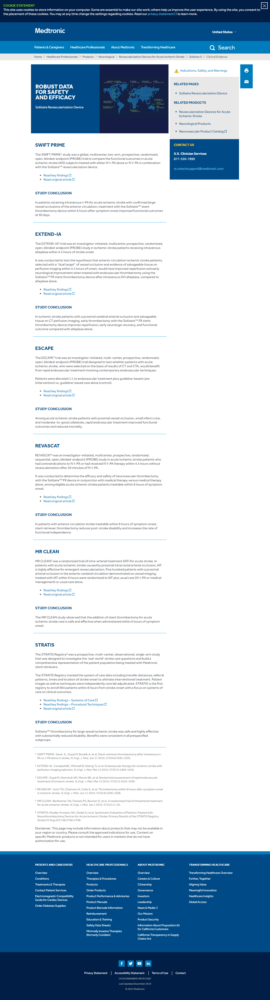 COOKIE STATEMENT
This site uses cookies to store information on your computer. Some are essential to make our site work; others help us improve the user experience. By using the site, you consent to
the placement of these cookies. You may at any time change the settings regarding cookies. Read our privacy statement to learn more.
Medtronic
United States
Patients & Caregivers Healthcare Professionals About Medtronic Transforming Healthcare Search
Home Healthcare Professionals Products Neurological Revascularization Devices for Acute Ischemic Stroke Solitaire X Clinical Evidence
ROBUST DATA
FOR SAFETY
AND EFFICACY
Solitaire Revascularization Device
Indications, Safety, and Warnings
RELATED PAGES
Solitaire Revascularization Device
RELATED PRODUCTS
Revascularization Devices for Acute
Ischemic Stroke
Neurological Products
Neurovascular Product Catalog
CONTACT US
U.S. Clinician Services
877-526-7890
rs.cstechsupport@medtronic.com
SWIFT PRIME
The SWIFT PRIME1 study was a global, multicenter, two-arm, prospective, randomized,
open, blinded-endpoint (PROBE) trial to compare the functional outcomes in acute
ischemic stroke (AIS) subjects treated with either IV t-PA alone or IV t-PA in combination
with the Solitaire™ revascularization device.
Read key findings
Read original article
STUDY CONCLUSION
In patients receiving intravenous t-PA for acute ischemic stroke with confirmed large-
vessel occlusions of the anterior circulation, treatment with the Solitaire™ stent
thrombectomy device within 6 hours after symptom onset improved functional outcomes
at 90 days.
EXTEND-IA
The EXTEND-IA2 trial was an investigator-initiated, multicenter, prospective, randomized,
open, blinded-endpoint (PROBE) study in ischemic stroke patients receiving intravenous
alteplase within 4.5 hours of stroke onset.
It was conducted to test the hypothesis that anterior circulation ischemic stroke patients,
selected with a "dual target" of vessel occlusion and evidence of salvageable tissue on
perfusion imaging within 4.5 hours of onset, would have improved reperfusion and early
neurological improvement when treated with endovascular thrombectomy using the
Solitaire™ FR stent thrombectomy device after intravenous (IV) alteplase, compared to
alteplase alone.
Read key findings
Read original article
STUDY CONCLUSION
In ischemic stroke patients with a proximal cerebral arterial occlusion and salvageable
tissue on CT perfusion imaging, early thrombectomy with the Solitaire™ FR stent
thrombectomy device improves reperfusion, early neurologic recovery, and functional
outcome compared with alteplase alone.
ESCAPE
The ESCAPE3 trial was an investigator-initiated, multi-center, prospective, randomized,
open, blinded-endpoint (PROBE) trial designed to test whether patients with acute
ischemic stroke, who were selected on the basis of results of CT and CTA, would benefit
from rapid endovascular treatment involving contemporary endovascular techniques.
Patients were allocated 1:1 to endovascular treatment plus guideline-based care
(intervention) vs. guideline-based care alone (control).
Read key findings
Read original article
STUDY CONCLUSION
Among acute ischemic stroke patients with proximal vessel occlusion, small infarct core,
and moderate-to-good collaterals, rapid endovascular treatment improved functional
outcomes and reduced mortality.
REVASCAT
REVASCAT4 was an investigator-initiated, multicenter, prospective, randomized,
sequential, open, blinded-endpoint (PROBE) study in acute ischemic stroke patients who
had contraindications to IV t-PA or had received IV t-PA therapy within 4.5 hours without
revascularization after 30 minutes of IV t-PA.
It was conducted to determine the efficacy and safety of neurovascular thrombectomy
with the Solitaire™ FR device in conjunction with medical therapy versus medical therapy
alone, among eligible acute ischemic stroke patients treatable within 8 hours of symptom
onset.
Read key findings
Read original article
STUDY CONCLUSION
In patients with anterior circulation stroke treatable within 8 hours of symptom onset,
stent retriever thrombectomy reduces post-stroke disability and increases the rate of
functional independence.
MR CLEAN
MR CLEAN5 was a randomized trial of intra-arterial treatment (IAT) for acute stroke. In
patients with acute ischemic stroke caused by proximal intracranial arterial occlusion, IAT
is highly effective for emergent revascularization. Five hundred patients with a proximal
arterial occlusion in the anterior cerebral circulation demonstrated on vessel imaging,
treated with IAT within 6 hours were randomized to IAT plus usual care (IV t-PA or medical
management) or usual care alone.
Read key findings
Read original article
STUDY CONCLUSION
The MR CLEAN study observed that the addition of stent thrombectomy for acute
ischemic stroke care is safe and effective when administered within 6 hours of symptom
onset.
STRATIS
The STRATIS Registry6 was a prospective, multi-center, observational, single-arm study
that was designed to investigate the 'real-world' stroke care questions and build a
comprehensive representation of the patient population being treated with Medtronic
stent retrievers.
The STRATIS Registry tracked the system of care data including transfer distances, referral
patterns, times and location of stroke onset to ultimate interventional treatment. Patient
images as well as techniques were independently core lab adjudicated. STRATIS is the first
registry to enroll 984 patients within 8 hours from stroke onset with a focus on systems of
care on clinical outcomes.
Read key findings – Systems of Care
Read key findings – Procedural Techniques
Read original article
STUDY CONCLUSION
Solitaire™ thrombectomy for large vessel ischemic stroke was safe and highly effective
with substantially reduced disability. Benefits were consistent in all prespecified
subgroups.
1 SWIFT PRIME- Saver JL, Goyal M, Bonafe A, et al. Stent-retriever thrombectomy after intravenous t-
PA vs. t-PA alone in stroke. N. Engl. J. Med. Jun 11 2015; 372(24):2285-2295.
2 EXTEND-IA- Campbell BC, Mitchell PJ, Kleinig TJ, et al. Endovascular therapy for ischemic stroke with
perfusion-imaging selection. N. Engl. J. Med. Mar 12 2015; 372(11):1009-1018.
3 ESCAPE- Goyal M, Demchuk AM, Menon BK, et al. Randomized assessment of rapid endovascular
treatment of ischemic stroke. N. Engl. J. Med. Mar 12 2015; 372(11):1019-1030.
4 REVASCAT- Jovin TG, Chamorro A, Cobo E, et al. Thrombectomy within 8 hours after symptom onset
in ischemic stroke. N. Engl. J. Med. Jun 11 2015; 372(24):2296-2306.
5 MR CLEAN- Berkhemer OA, Fransen PS, Beumer D, et al. A randomized trial of intraarterial treatment
for acute ischemic stroke. N. Engl. J. Med. Jan 1 2015; 372(1):11-20.
6 STRATIS-Mueller-Kronast, NH, Zaidat O, et al. Systematic Evaluation of Patients Treated with
Neurothrombectomy Devices for Acute Ischemic Stroke: Primary Results of the STRATIS Registry.
Stroke 22 Aug 2017;48:2760–2768.
Disclaimer: This page may include information about products that may not be available in
your region or country. Please consult the approved indications for use. Content on
specific Medtronic products is not intended for users in markets that do not have
authorization for use.
PATIENTS AND CAREGIVERS
Overview
Conditions
Treatments & Therapies
Contact Patient Services
Electromagnetic Compatibility
Guide for Cardiac Devices
Order Diabetes Supplies
HEALTHCARE PROFESSIONALS
Overview
Therapies & Procedures
Products
Order Products
Product Performance & Advisories
Product Manuals
Product Barcode Information
Reimbursement
Education & Training
Safety Data Sheets
Minimally Invasive Therapies
(formerly Covidien)
ABOUT MEDTRONIC
Overview
Careers & Culture
Citizenship
Governance
Investors
Leadership
News & Media
Our Mission
Product Security
Information About Proposition 65
for California Customers
California Transparency in Supply
Chains Act
TRANSFORMING HEALTHCARE
Transforming Healthcare Overview
Further, Together
Aligning Value
Meaningful Innovation
Healthcare Insights
Global Access
Privacy Statement Accessibility Statement Terms of Use Contact
UC201908408EN-REV011887
Last Updated December 2019
© 2021 Medtronic